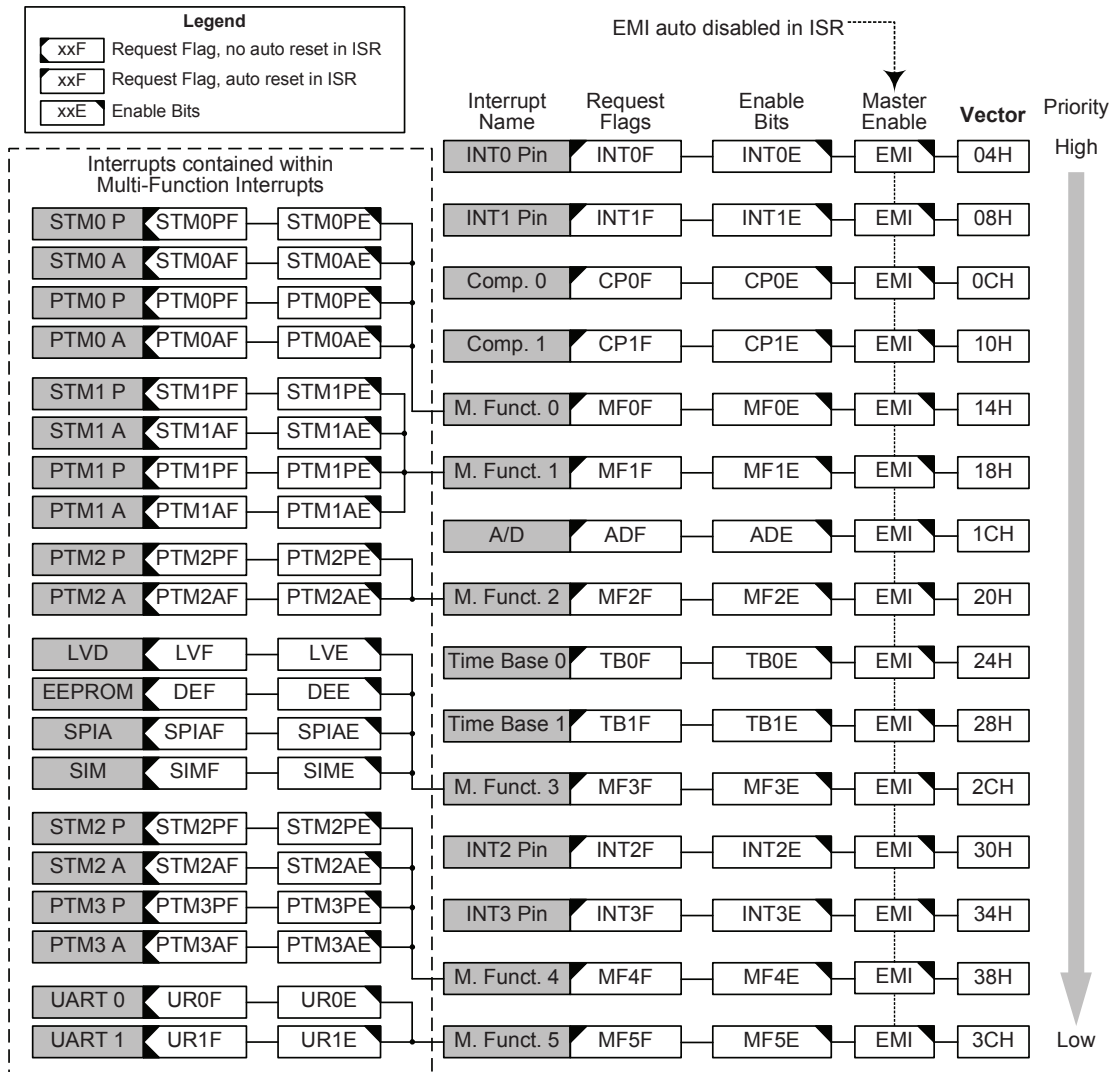 Legend
xxF Request Flag, no auto reset in ISR
xxF Request Flag, auto reset in ISR
xxE Enable Bits
EMI auto disabled in ISR
Interrupt Name Request Flags Enable Bits Master Enable Vector Priority
High
INT0 Pin INT0F INT0E EMI 04H
INT1 Pin INT1F INT1E EMI 08H
Comp. 0 CP0F CP0E EMI 0CH
Comp. 1 CP1F CP1E EMI 10H
M. Funct. 0 MF0F MF0E EMI 14H
M. Funct. 1 MF1F MF1E EMI 18H
A/D ADF ADE EMI 1CH
M. Funct. 2 MF2F MF2E EMI 20H
Time Base 0 TB0F TB0E EMI 24H
Time Base 1 TB1F TB1E EMI 28H
M. Funct. 3 MF3F MF3E EMI 2CH
INT2 Pin INT2F INT2E EMI 30H
INT3 Pin INT3F INT3E EMI 34H
M. Funct. 4 MF4F MF4E EMI 38H
M. Funct. 5 MF5F MF5E EMI 3CH
Low
Interrupts contained within
Multi-Function Interrupts
STM0 P STM0PF STM0PE
STM0 A STM0AF STM0AE
PTM0 P PTM0PF PTM0PE
PTM0 A PTM0AF PTM0AE
STM1 P STM1PF STM1PE
STM1 A STM1AF STM1AE
PTM1 P PTM1PF PTM1PE
PTM1 A PTM1AF PTM1AE
PTM2 P PTM2PF PTM2PE
PTM2 A PTM2AF PTM2AE
LVD LVF LVE
EEPROM DEF DEE
SPIA SPIAF SPIAE
SIM SIMF SIME
STM2 P STM2PF STM2PE
STM2 A STM2AF STM2AE
PTM3 P PTM3PF PTM3PE
PTM3 A PTM3AF PTM3AE
UART 0 UR0F UR0E
UART 1 UR1F UR1E